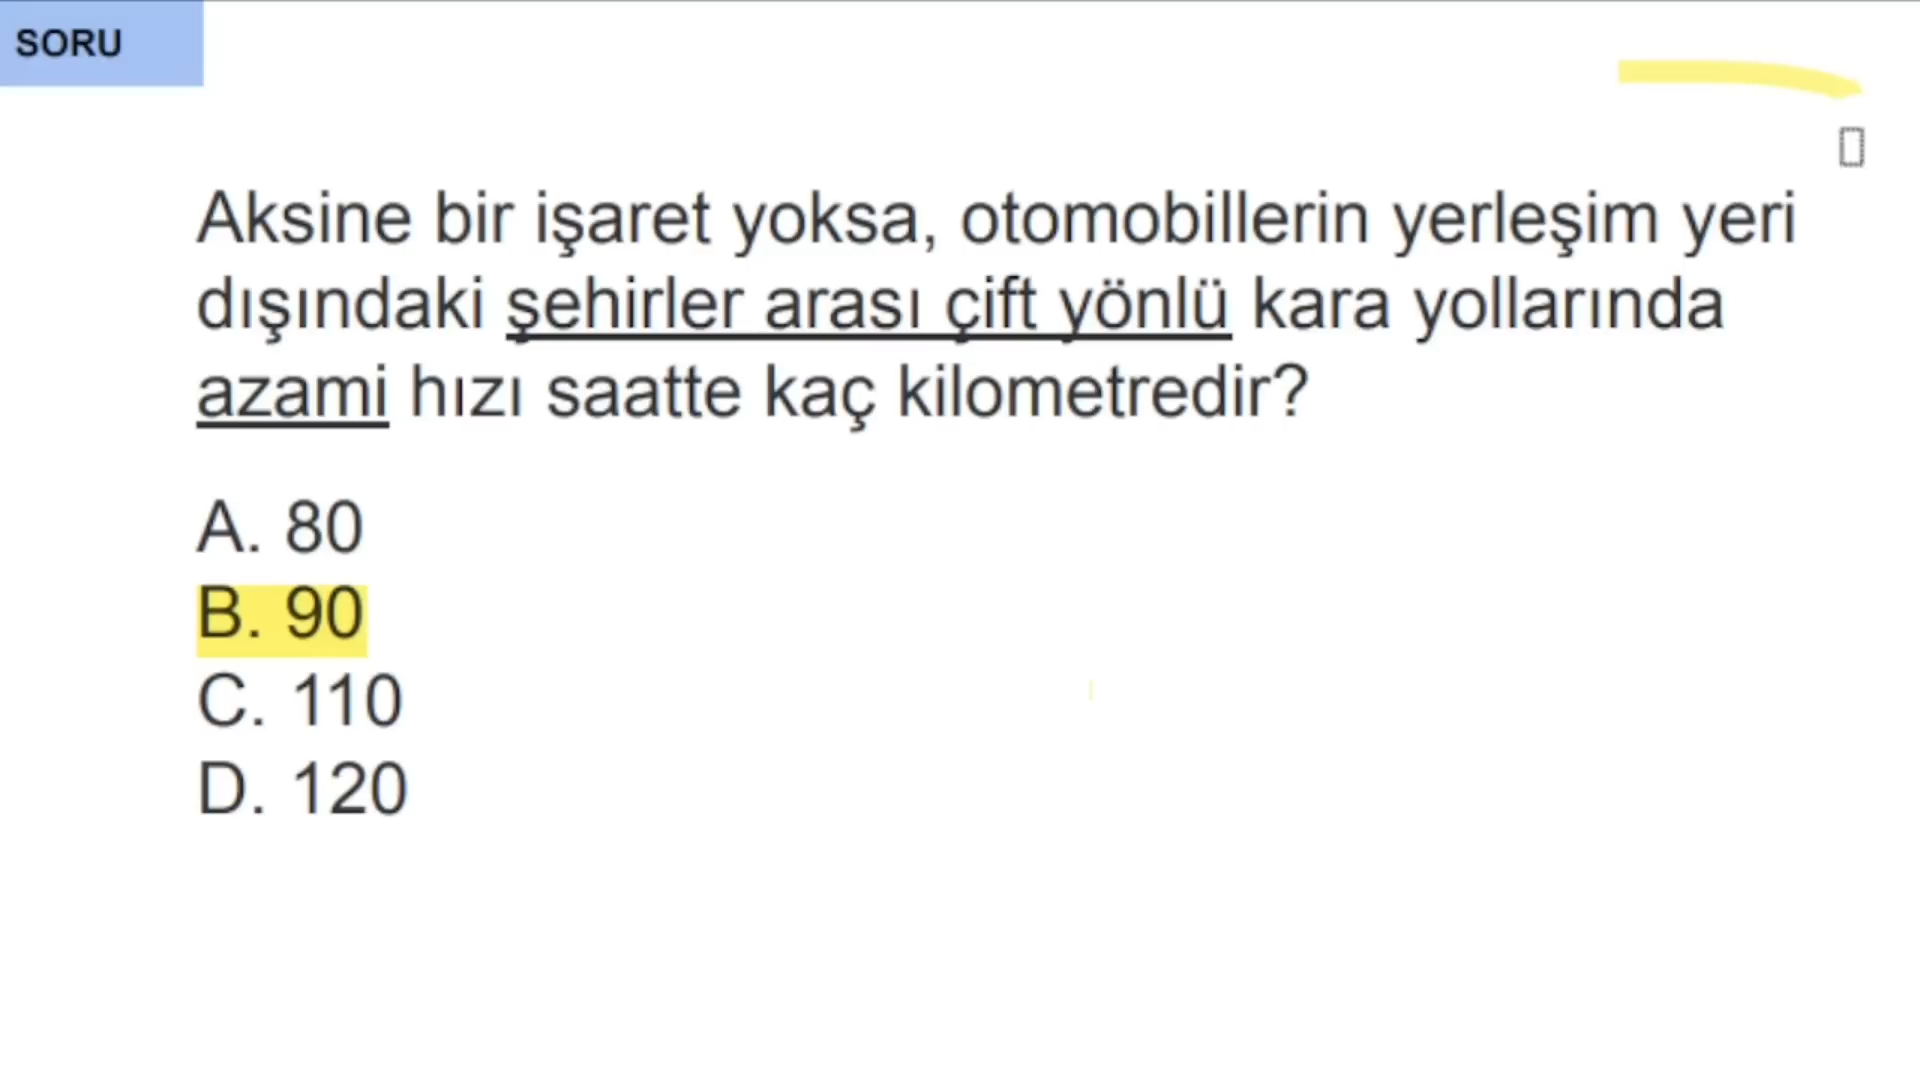 SORU
Aksine bir işaret yoksa, otomobillerin yerleşim yeri
dışındaki şehirler arası çift yönlü kara yollarında
azami hızı saatte kaç kilometredir?
A. 80
B. 90
C. 110
D. 120